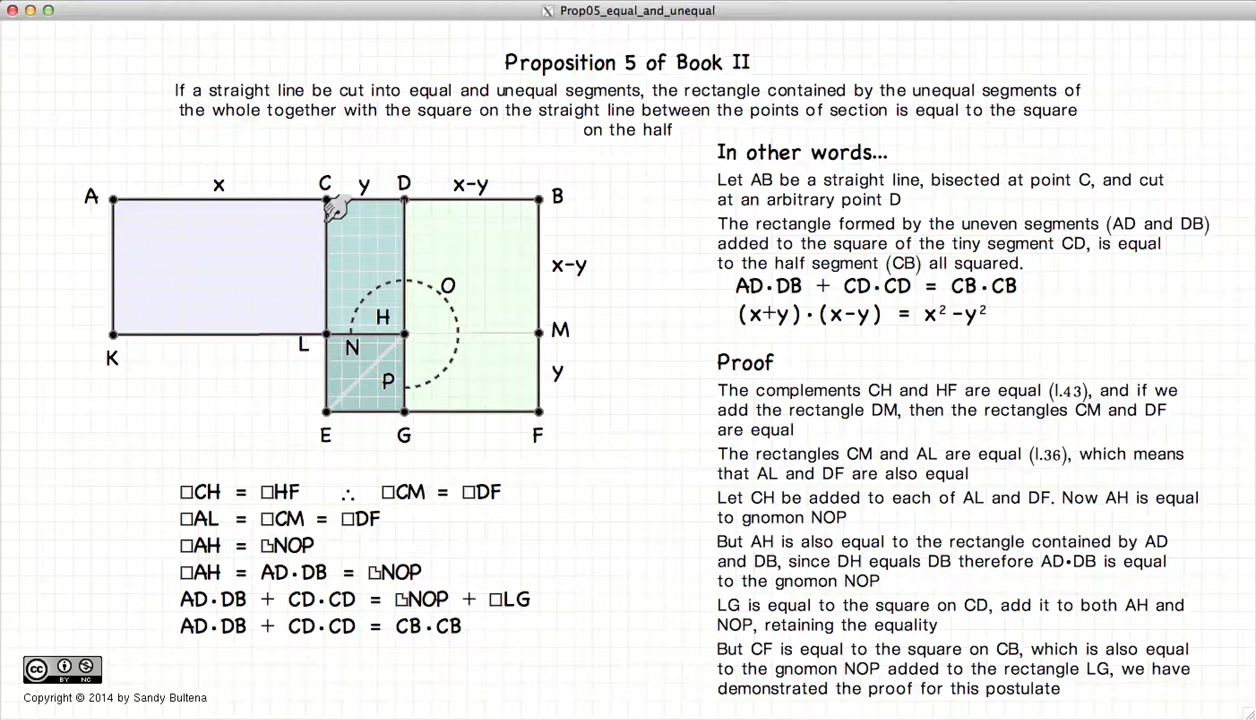 Prop05_equal_and_unequal
Proposition 5 of Book II
If a straight line be cut into equal and unequal segments, the rectangle contained by the unequal segments of
the whole together with the square on the straight line between the points of section is equal to the square
on the half
A x C y D x-y B
x-y
O
H
K L N M
P y
E G F
□CH = □HF ∴ □CM = □DF
□AL = □CM = □DF
□AH = NOP
□AH = AD·DB = NOP
AD·DB + CD·CD = NOP + □LG
AD·DB + CD·CD = CB·CB
In other words...
Let AB be a straight line, bisected at point C, and cut
at an arbitrary point D
The rectangle formed by the uneven segments (AD and DB)
added to the square of the tiny segment CD, is equal
to the half segment (CB) all squared.
AD·DB + CD·CD = CB·CB
(x+y)·(x-y) = x²-y²
Proof
The complements CH and HF are equal (I.43), and if we
add the rectangle DM, then the rectangles CM and DF
are equal
The rectangles CM and AL are equal (I.36), which means
that AL and DF are also equal
Let CH be added to each of AL and DF. Now AH is equal
to gnomon NOP
But AH is also equal to the rectangle contained by AD
and DB, since DH equals DB therefore AD•DB is equal
to the gnomon NOP
LG is equal to the square on CD, add it to both AH and
NOP, retaining the equality
But CF is equal to the square on CB, which is also equal
to the gnomon NOP added to the rectangle LG, we have
demonstrated the proof for this postulate
cc BY NC
Copyright © 2014 by Sandy Bultena